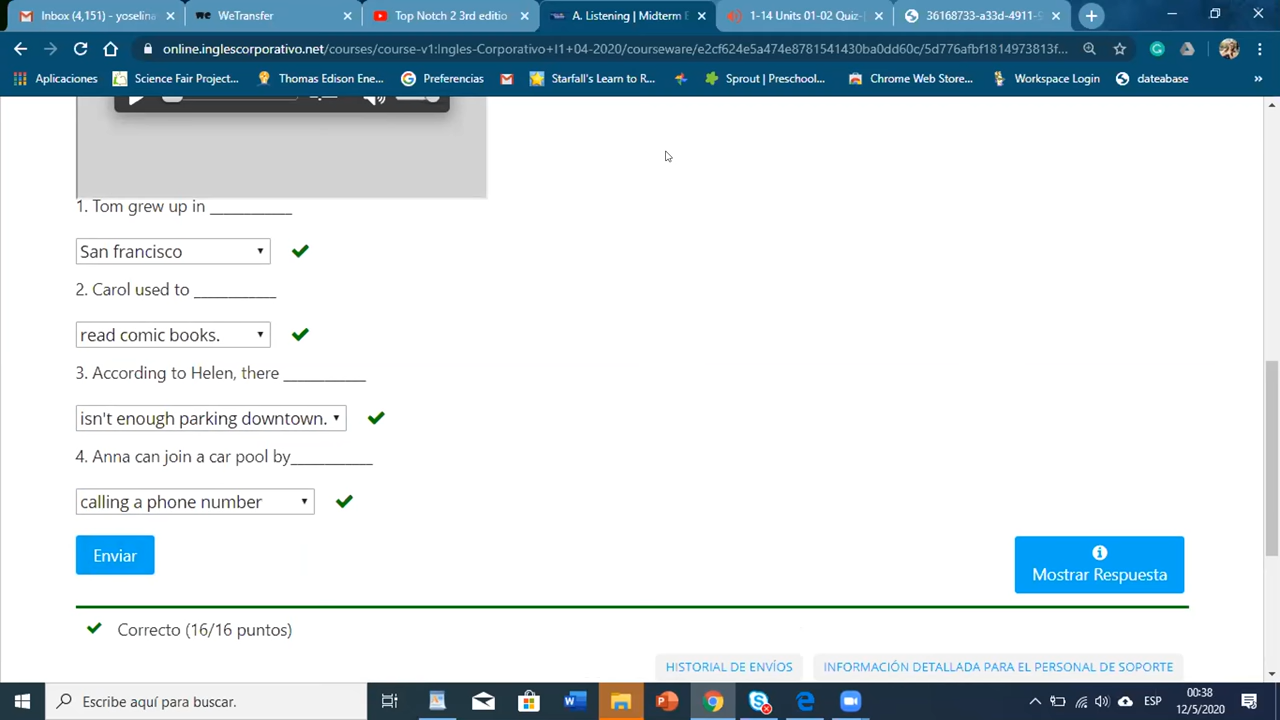 Inbox (4,151) - yoselina
WeTransfer
Top Notch 2 3rd editio
A. Listening | Midterm E
1-14 Units 01-02 Quiz-
36168733-a33d-4911-9
online.inglescorporativo.net/courses/course-v1:Ingles-Corporativo+I1+04-2020/courseware/e2cf624e5a474e8781541430ba0dd60c/5d776afbf1814973813f...
Aplicaciones
Science Fair Project...
Thomas Edison Ene...
Preferencias
Starfall's Learn to R...
Sprout | Preschool...
Chrome Web Store...
Workspace Login
dateabase
»
1. Tom grew up in ___________
San francisco
2. Carol used to ___________
read comic books.
3. According to Helen, there ___________
isn't enough parking downtown.
4. Anna can join a car pool by___________
calling a phone number
Enviar
Mostrar Respuesta
Correcto (16/16 puntos)
HISTORIAL DE ENVÍOS
INFORMACIÓN DETALLADA PARA EL PERSONAL DE SOPORTE
Escribe aquí para buscar.
ESP
00:38
12/5/2020